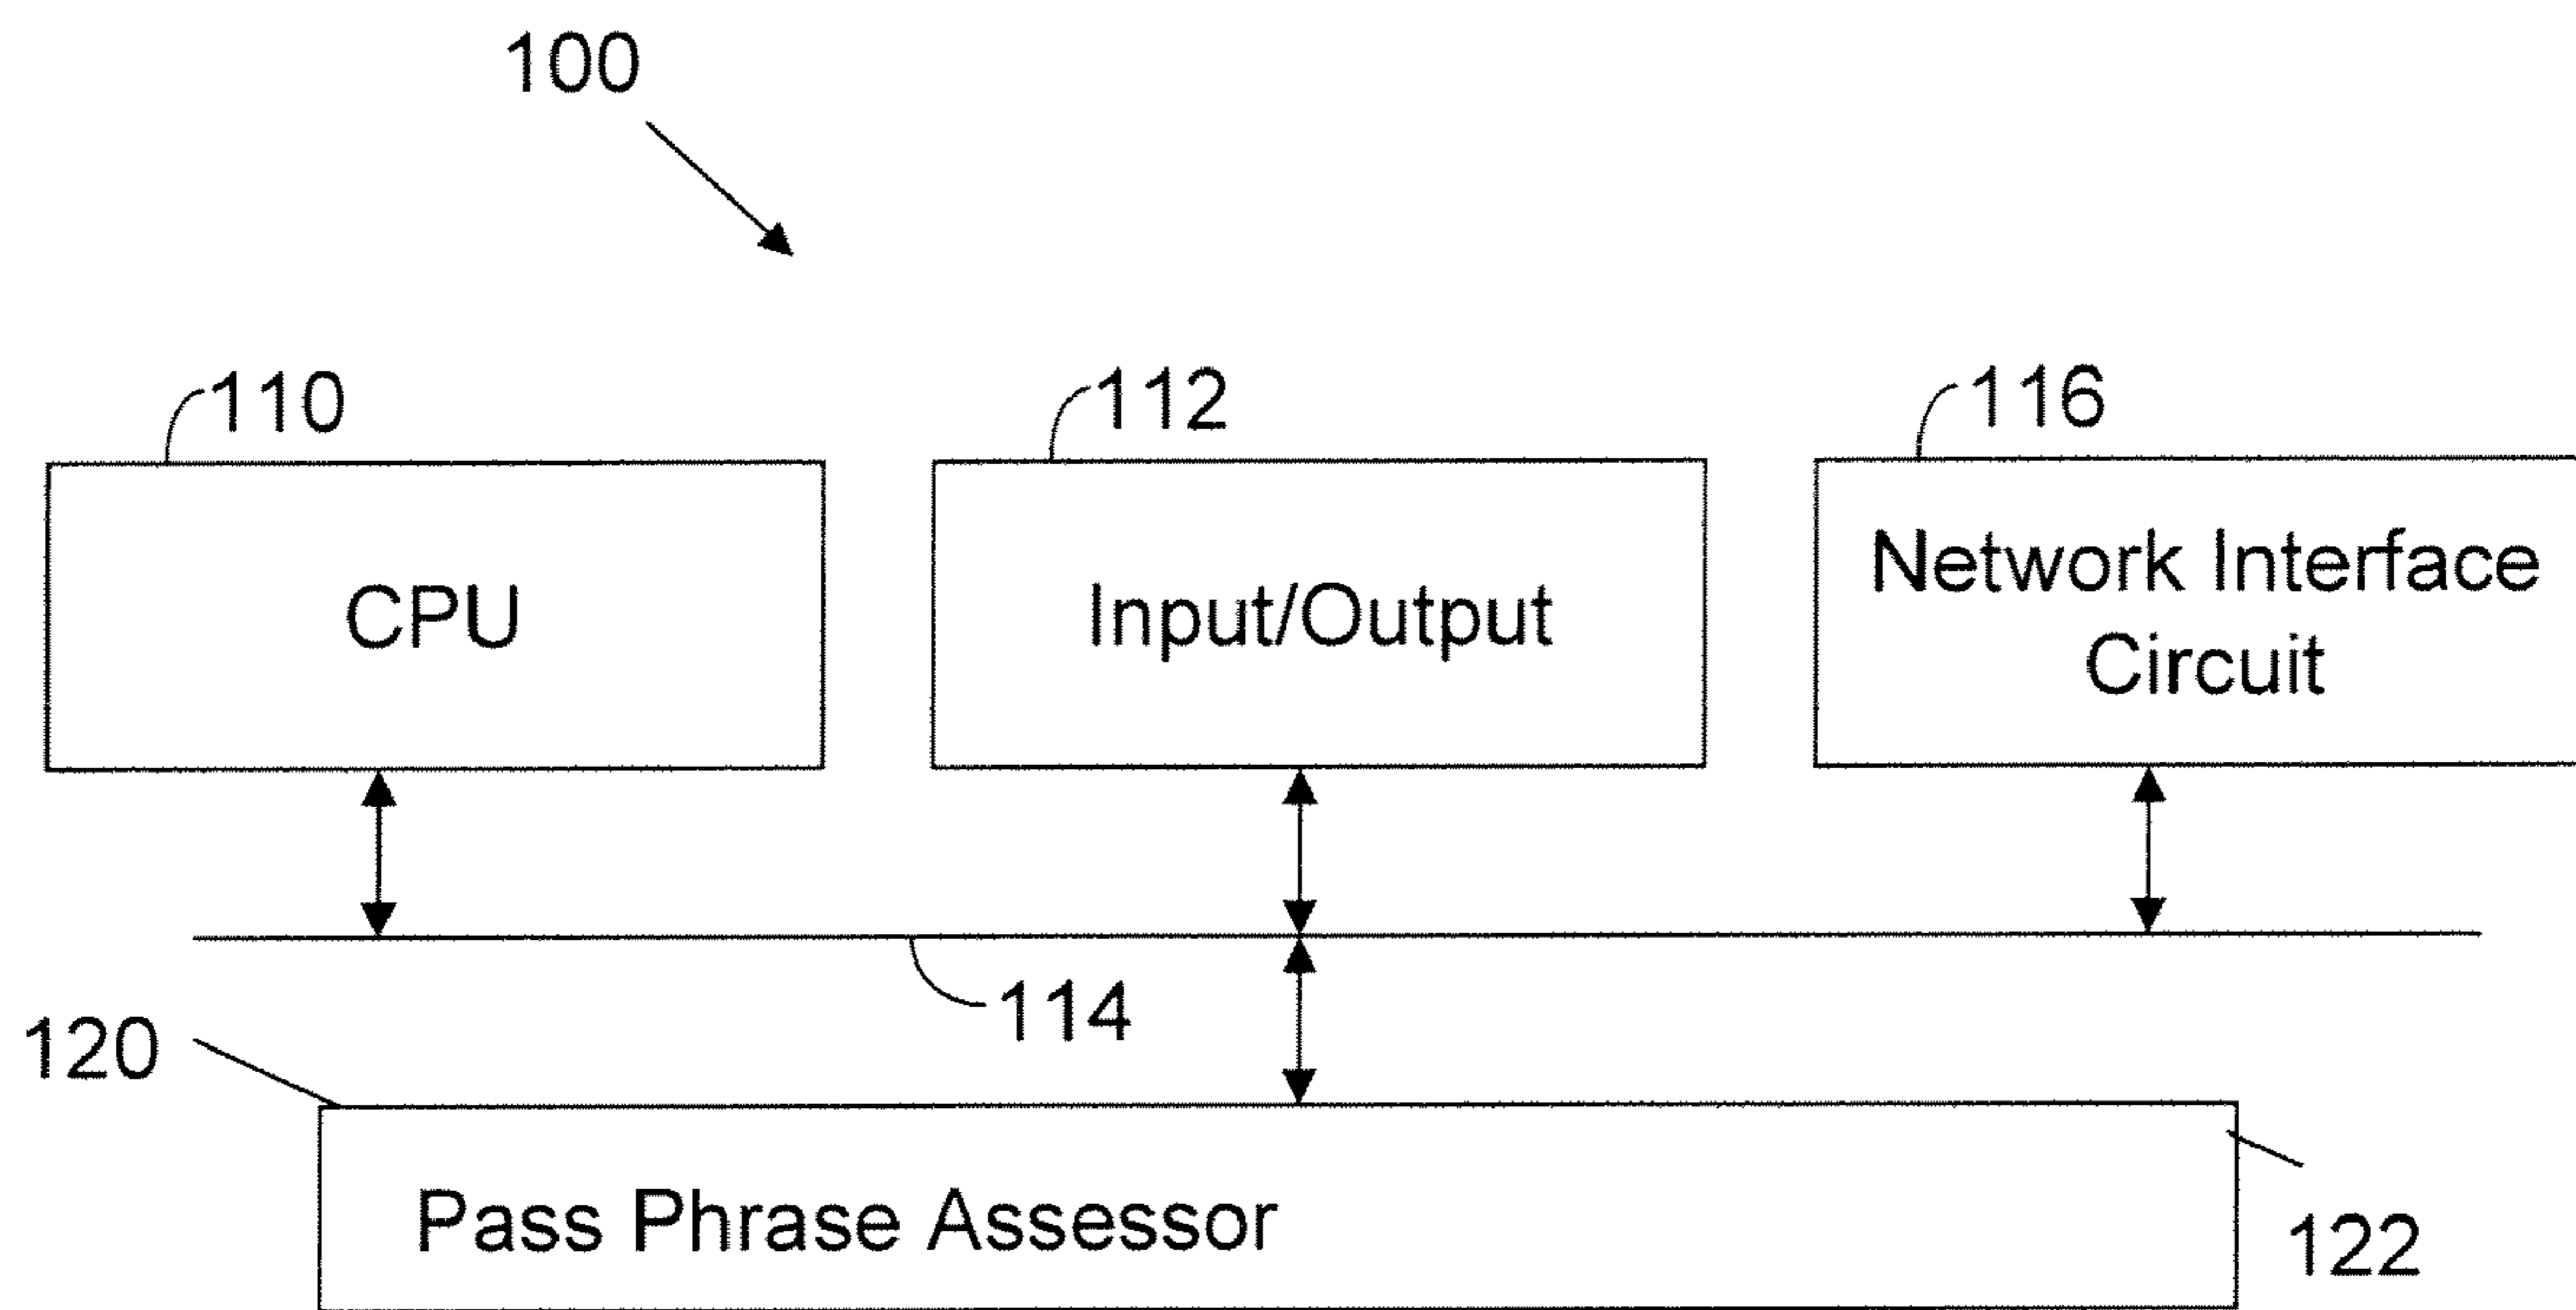 100
110
112
116
CPU
Input/Output
Network Interface
Circuit
114
120
Pass Phrase Assessor
122